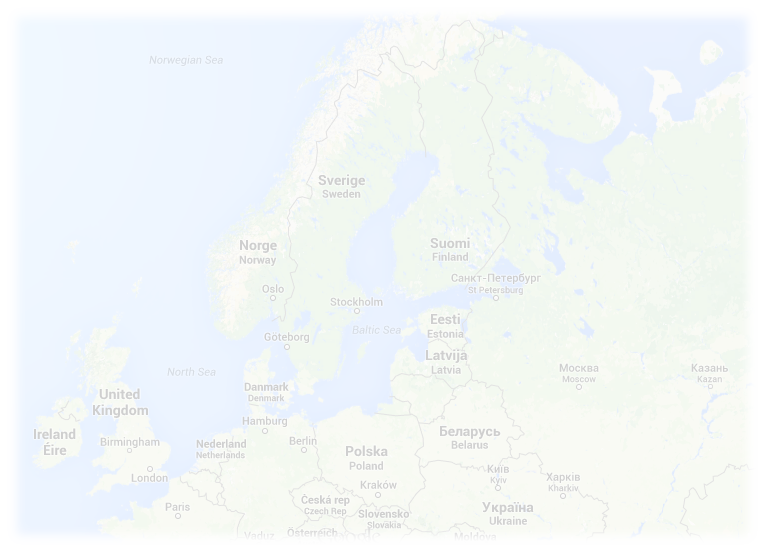 Norwegian Sea
Sverige
Sweden
Norge
Norway
Suomi
Finland
Санкт-Петербург
St Petersburg
Oslo
Stockholm
Eesti
Estonia
Baltic Sea
Goteborg
Latvija
Latvia
North Sea
Москва
Moscow
Казань
Kazan
Danmark
Denmark
United
Kingdom
Hamburg
Berlin
Беларусь
Belarus
Ireland
Éire
Birmingham
Nederland
Netherlands
Polska
Poland
London
Київ
Kyiv
Харків
Kharkiv
Kraków
Paris
Česká rep
Czech Rep
Slovensko
Slovakia
Україна
Ukraine
Vaduz
Österreich
Moldova